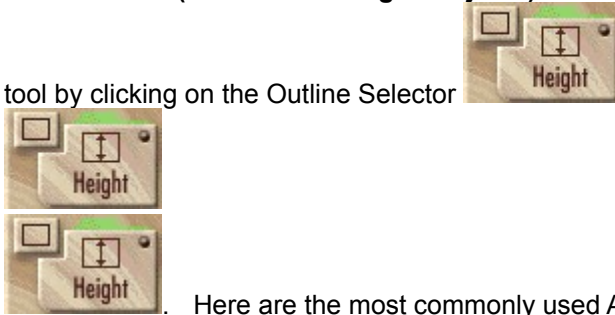 Height
tool by clicking on the Outline Selector
Height
Height
. Here are the most commonly used A